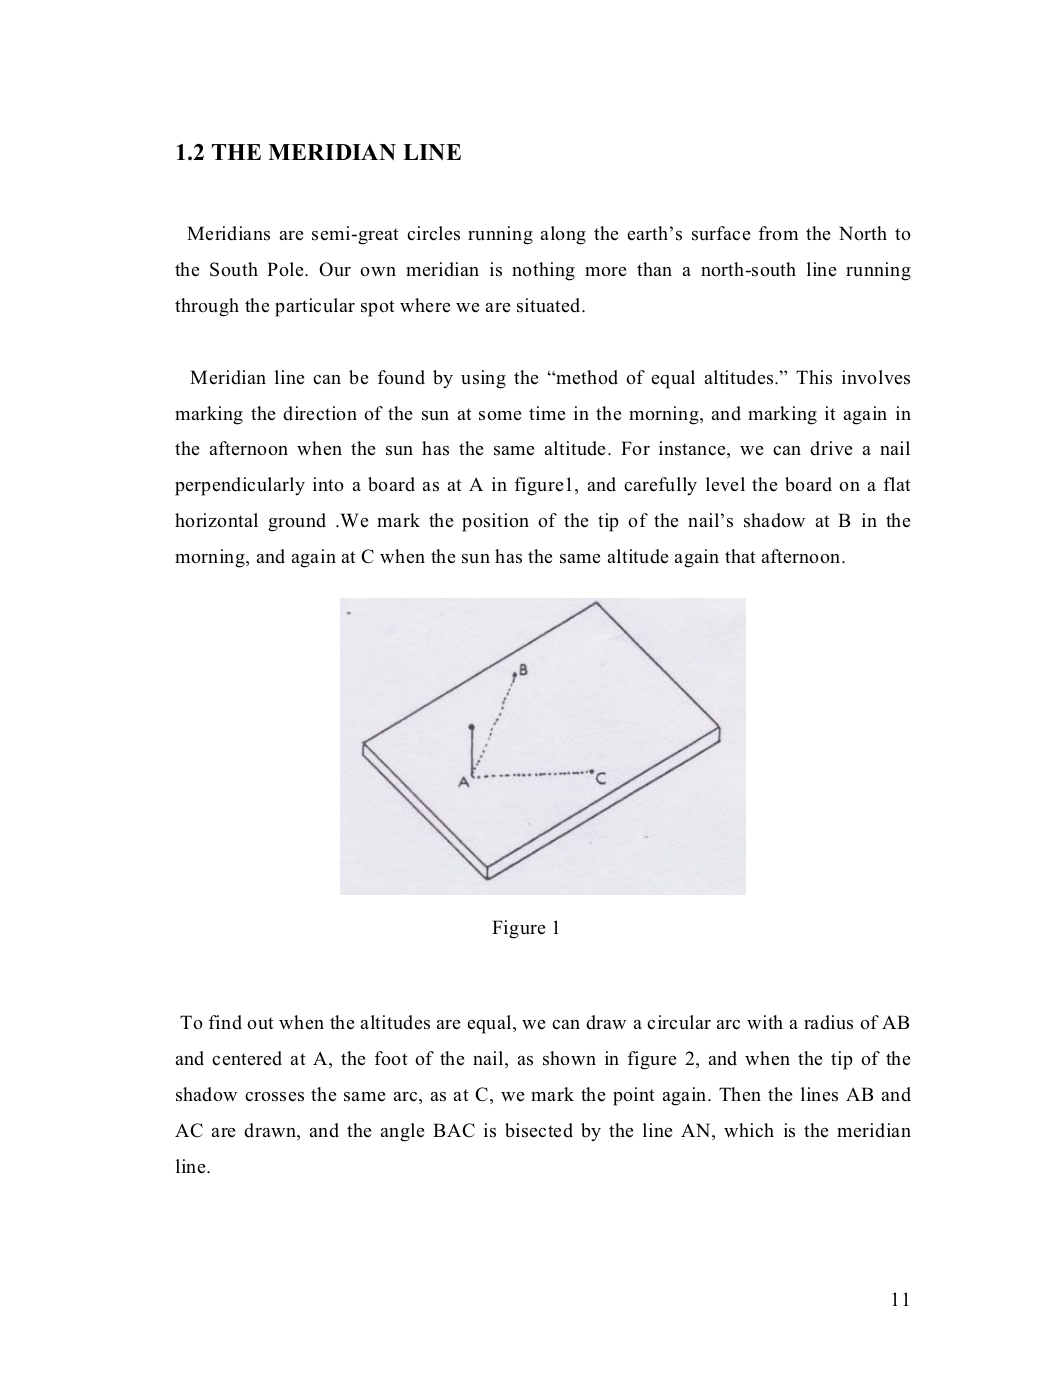 1.2 THE MERIDIAN LINE
Meridians are semi-great circles running along the earth’s surface from the North to
the South Pole. Our own meridian is nothing more than a north-south line running
through the particular spot where we are situated.
Meridian line can be found by using the “method of equal altitudes.” This involves
marking the direction of the sun at some time in the morning, and marking it again in
the afternoon when the sun has the same altitude. For instance, we can drive a nail
perpendicularly into a board as at A in figure1, and carefully level the board on a flat
horizontal ground .We mark the position of the tip of the nail’s shadow at B in the
morning, and again at C when the sun has the same altitude again that afternoon.
B
A
C
Figure 1
To find out when the altitudes are equal, we can draw a circular arc with a radius of AB
and centered at A, the foot of the nail, as shown in figure 2, and when the tip of the
shadow crosses the same arc, as at C, we mark the point again. Then the lines AB and
AC are drawn, and the angle BAC is bisected by the line AN, which is the meridian
line.
11